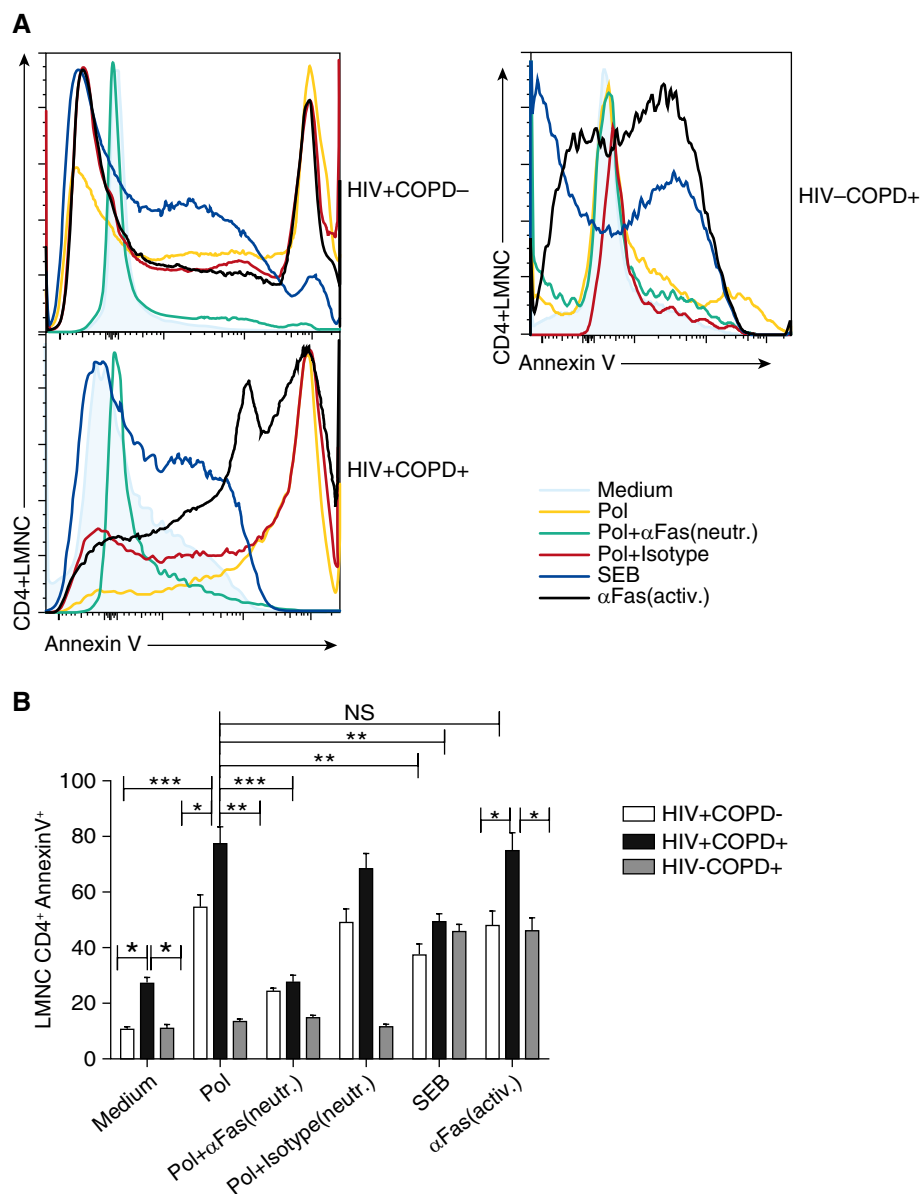 A
CD4+LMNC
HIV+COPD–
CD4+LMNC
Annexin V
HIV+COPD+
CD4+LMNC
Annexin V
HIV–COPD+
Medium
Pol
Pol+αFas(neutr.)
Pol+Isotype
SEB
αFas(activ.)
B
NS
**
**
*** ***
* **
* *
* *
LMNC CD4⁺ AnnexinV⁺
100
80
60
40
20
0
Medium
Pol
Pol+αFas(neutr.)
Pol+Isotype(neutr.)
SEB
αFas(activ.)
HIV+COPD-
HIV+COPD+
HIV-COPD+